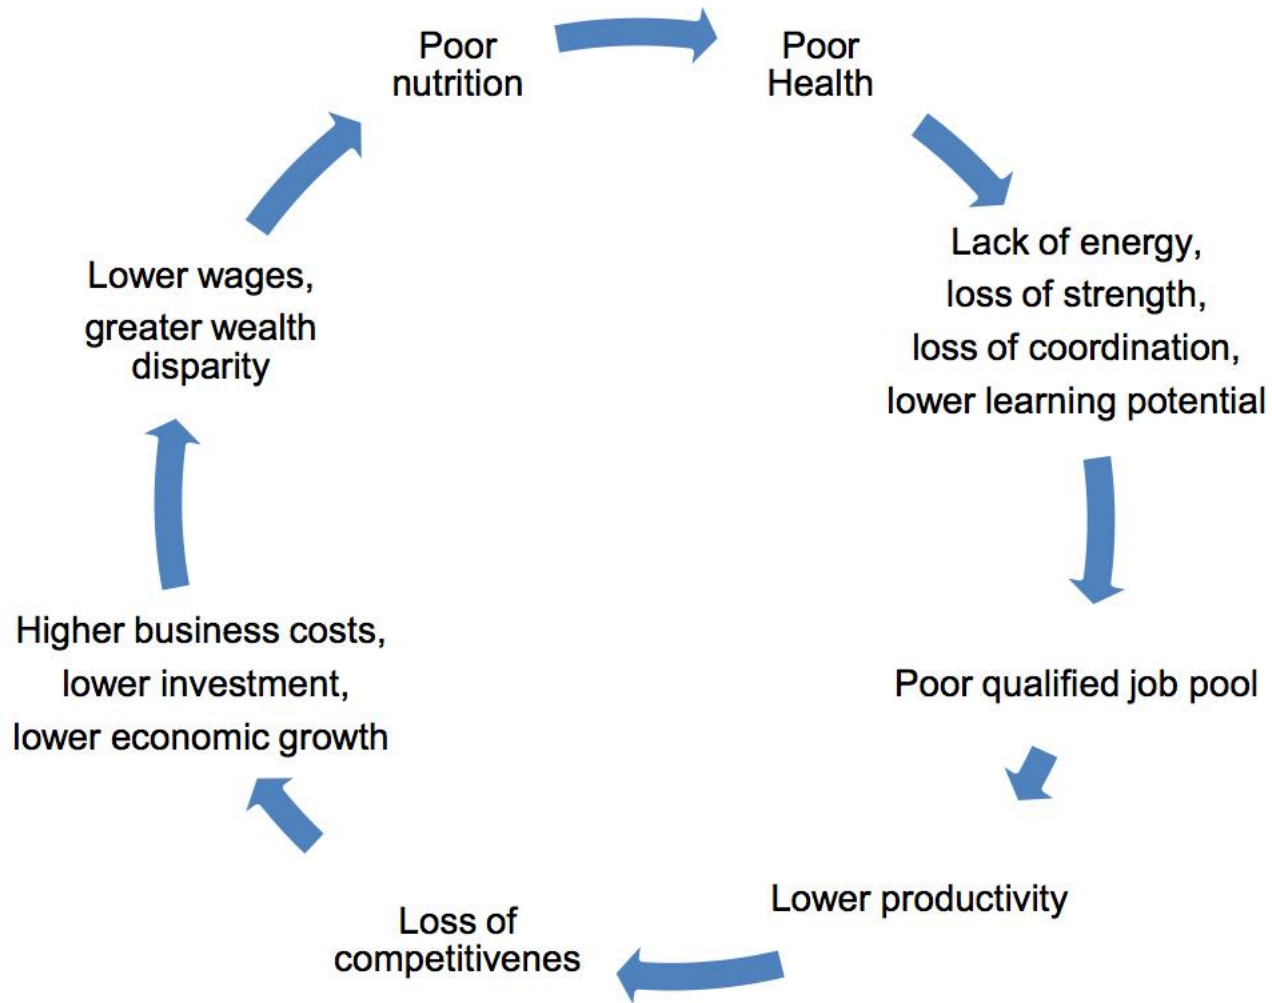 Poor
nutrition
Poor
Health
Lack of energy,
loss of strength,
loss of coordination,
lower learning potential
Poor qualified job pool
Lower productivity
Loss of
competitivenes
Higher business costs,
lower investment,
lower economic growth
Lower wages,
greater wealth
disparity